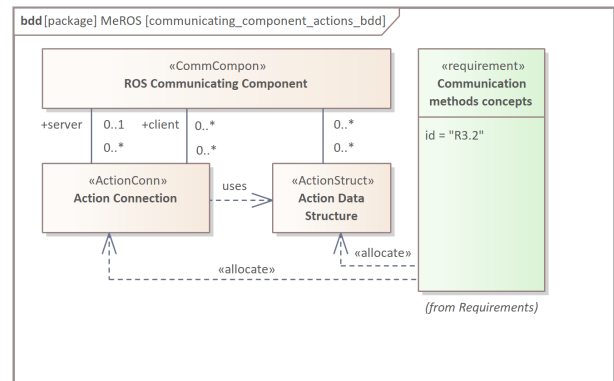 bdd [package] MeROS [communicating_component_actions_bdd]
«CommCompon»
ROS Communicating Component
«requirement»
Communication
methods concepts
id = "R3.2"
+server
0..1
+client
0..*
0..*
0..*
0..*
0..*
«ActionConn»
Action Connection
uses
«ActionStruct»
Action Data
Structure
«allocate»
«allocate»
(from Requirements)